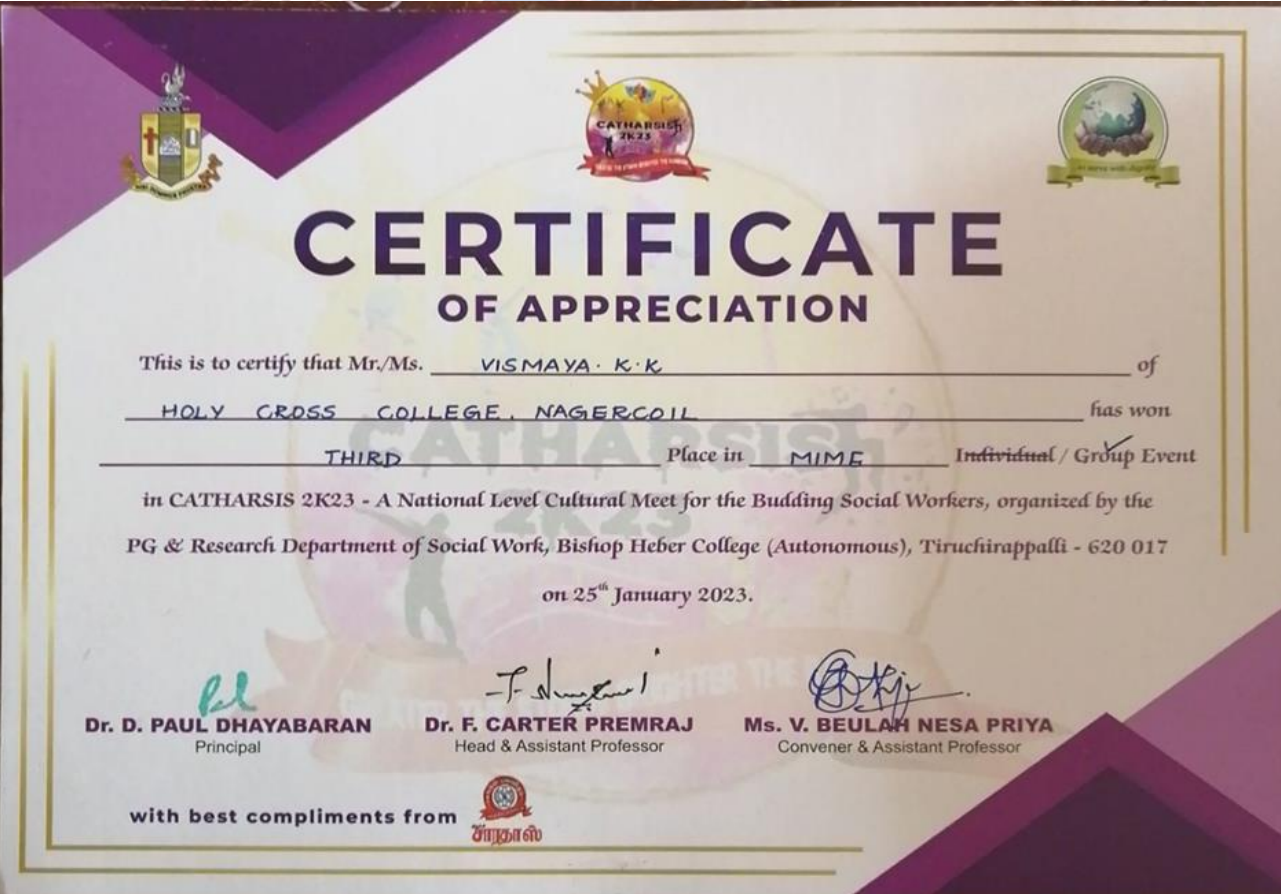 CATHARSIS
2K23
CERTIFICATE
OF APPRECIATION
This is to certify that Mr./Ms. VISMAYA. K.K of
HOLY CROSS COLLEGE, NAGERCOIL has won
THIRD Place in MIME Individual / Group Event
in CATHARSIS 2K23 - A National Level Cultural Meet for the Budding Social Workers, organized by the
PG & Research Department of Social Work, Bishop Heber College (Autonomous), Tiruchirappalli - 620 017
on 25th January 2023.
CATHARSIS
2K23
Dr. D. PAUL DHAYABARAN Dr. F. CARTER PREMRAJ Ms. V. BEULAH NESA PRIYA
Principal Head & Assistant Professor Convener & Assistant Professor
with best compliments from சாரதாஸ்